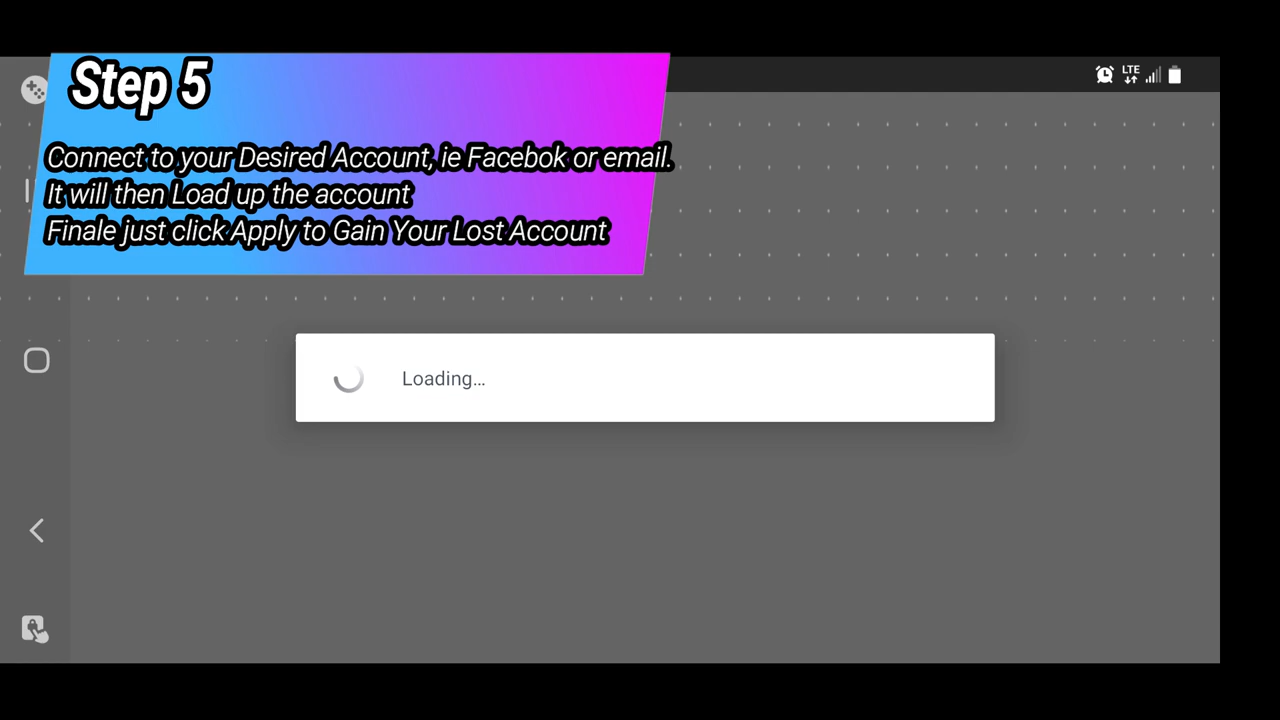 Step 5
LTE
Connect to your Desired Account, ie Facebok or email.
It will then Load up the account
Finale just click Apply to Gain Your Lost Account
Loading...